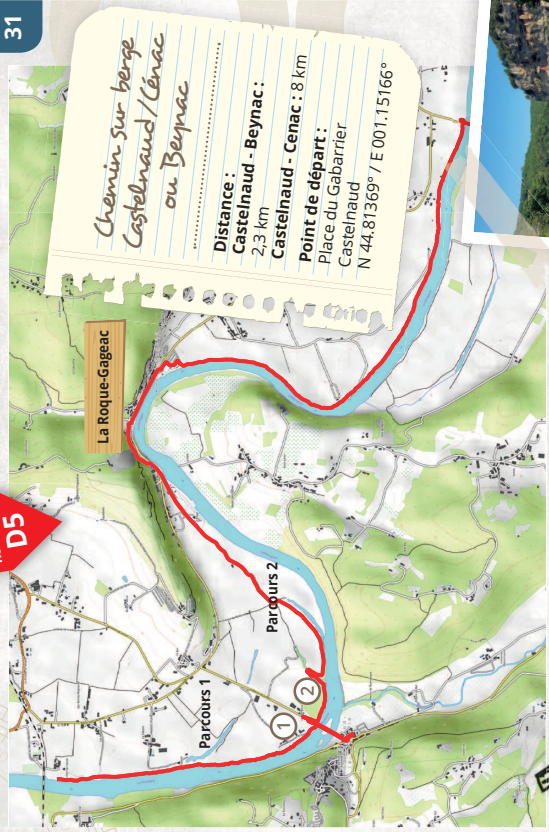 31
Chemin sur berge
Castelnaud/Cénac
ou Beynac
Distance :
Castelnaud - Beynac :
2,3 km
Castelnaud - Cenac : 8 km
Point de départ :
Place du Gabarrier
Castelnaud
N 44.81369° / E 001.15166°
La Roque-Gageac
D5
Parcours 1
Parcours 2
1
2